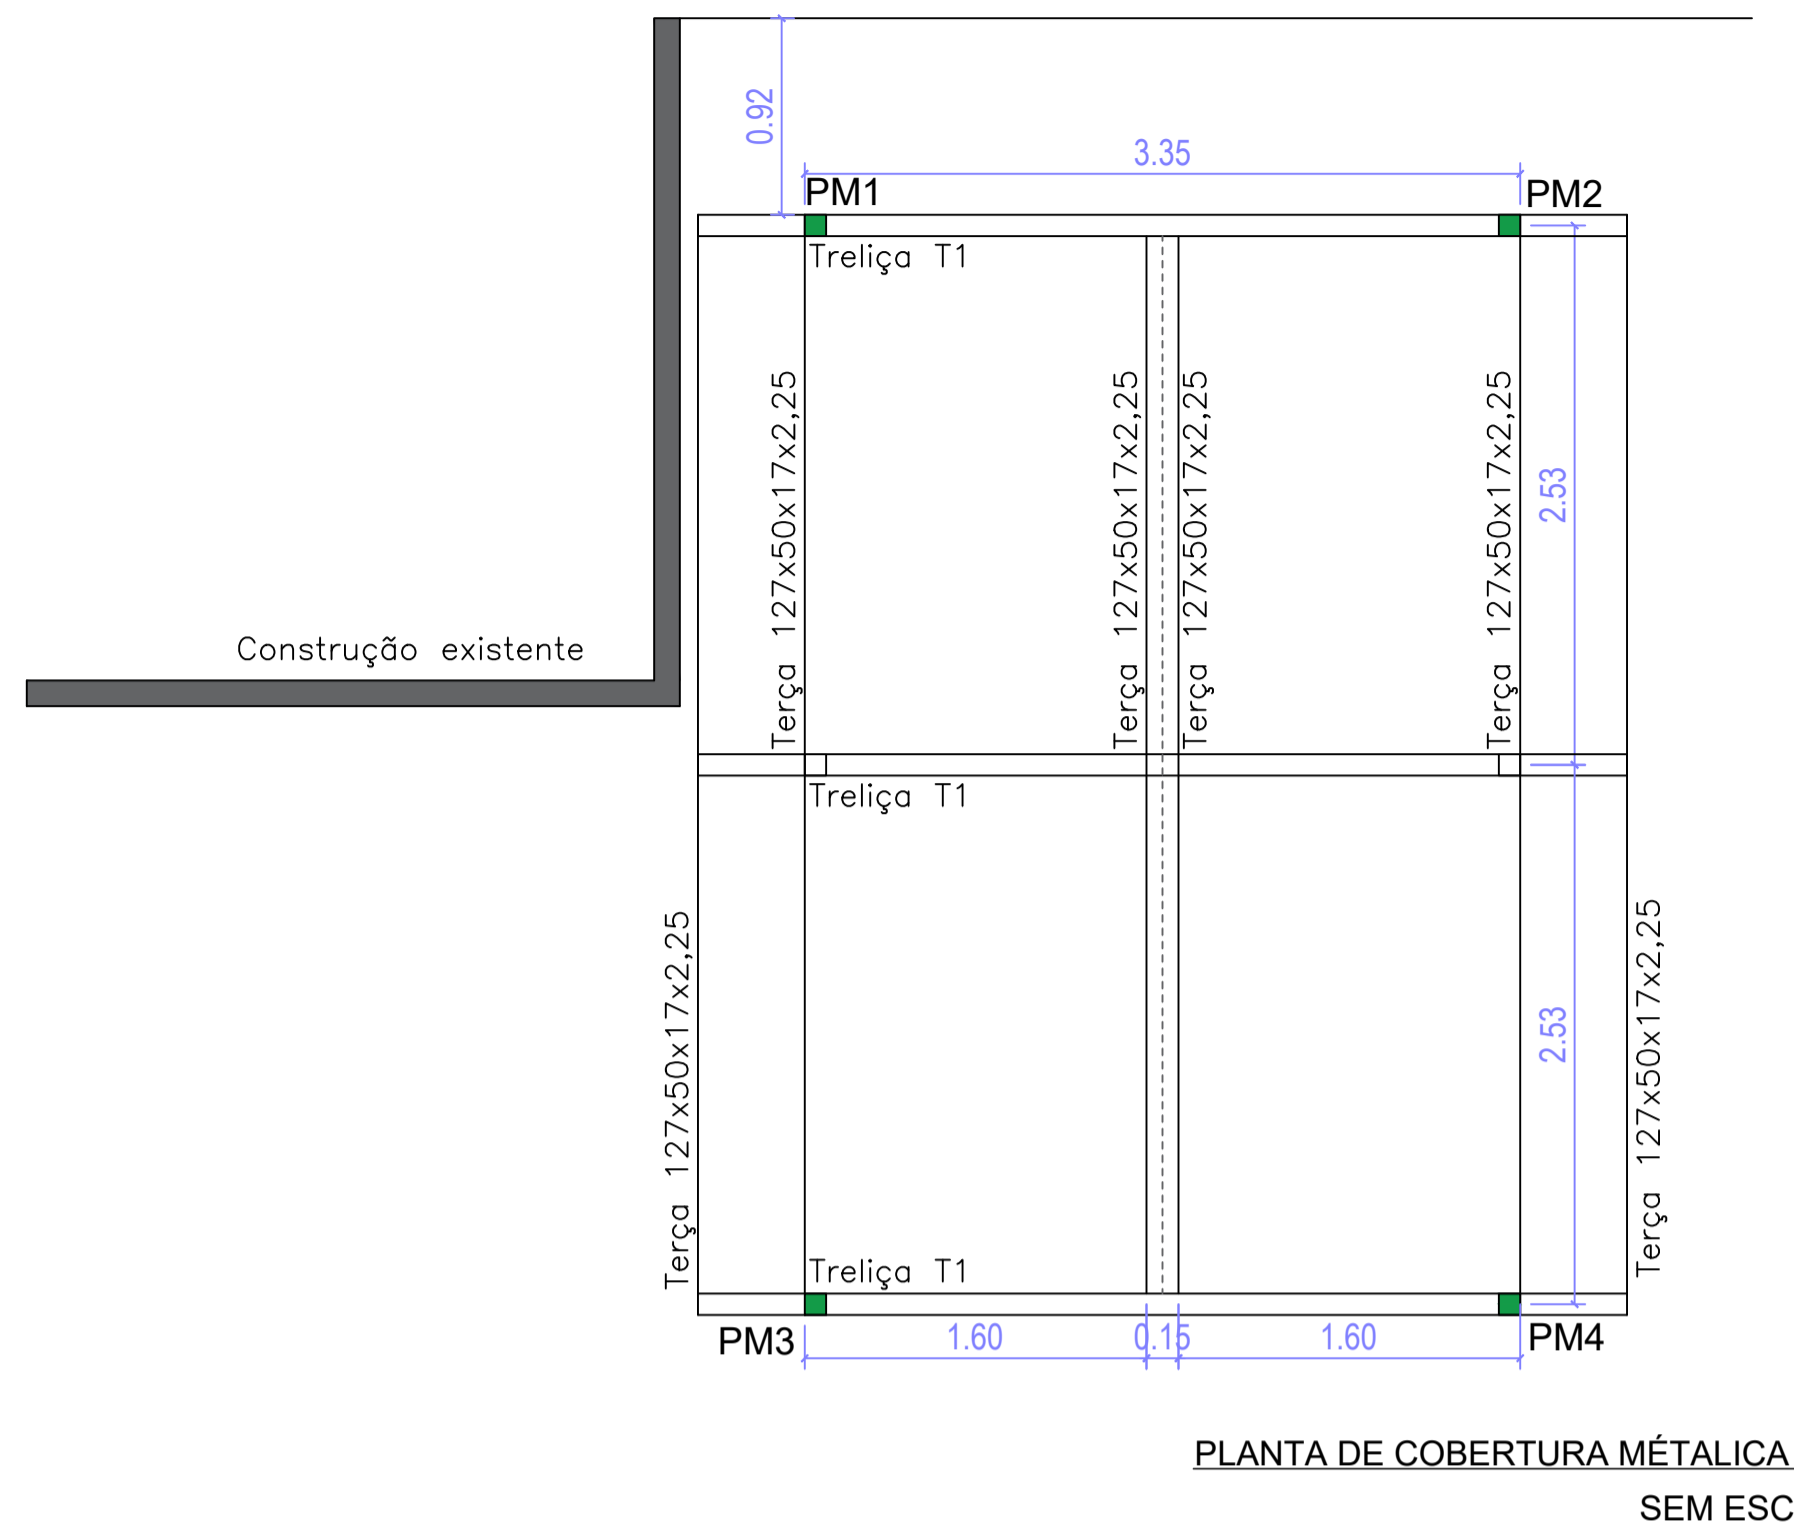 0.92
3.35
PM1
PM2
Treliça T1
Terça 127x50x17x2,25
Terça 127x50x17x2,25
Terça 127x50x17x2,25
Terça 127x50x17x2,25
2.53
Construção existente
Treliça T1
Terça 127x50x17x2,25
Terça 127x50x17x2,25
2.53
Treliça T1
PM3
1.60
0.15
1.60
PM4
PLANTA DE COBERTURA MÉTALICA
SEM ESC